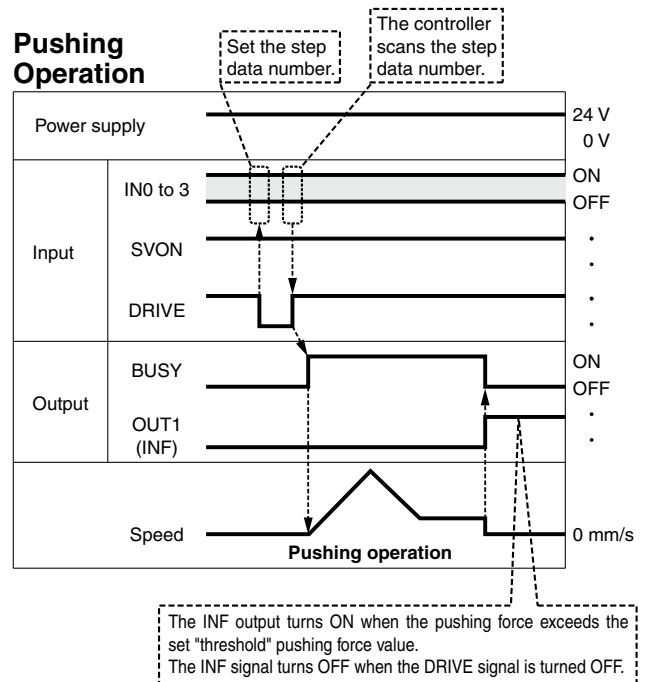 Pushing
Operation
Set the step
data number.
The controller
scans the step
data number.
Power supply
24 V
0 V
Input
IN0 to 3
ON
OFF
SVON
DRIVE
Output
BUSY
ON
OFF
OUT1
(INF)
Speed
0 mm/s
Pushing operation
The INF output turns ON when the pushing force exceeds the
set "threshold" pushing force value.
The INF signal turns OFF when the DRIVE signal is turned OFF.